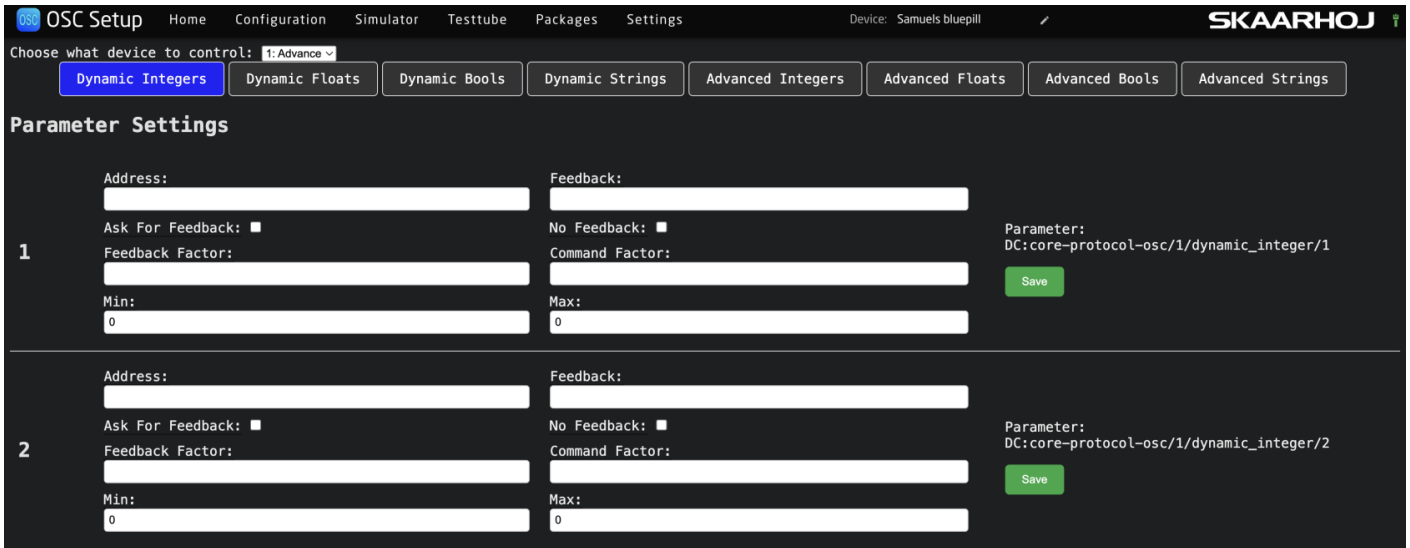 OSC OSC Setup Home Configuration Simulator Testtube Packages Settings Device: Samuels bluepill SKAARHOJ
Choose what device to control: 1: Advance
Dynamic Integers Dynamic Floats Dynamic Bools Dynamic Strings Advanced Integers Advanced Floats Advanced Bools Advanced Strings
Parameter Settings
1
Address: Feedback:
Ask For Feedback: No Feedback:
Feedback Factor: Command Factor:
Min: Max:
0 0
Parameter:
DC:core-protocol-osc/1/dynamic_integer/1
Save
2
Address: Feedback:
Ask For Feedback: No Feedback:
Feedback Factor: Command Factor:
Min: Max:
0 0
Parameter:
DC:core-protocol-osc/1/dynamic_integer/2
Save